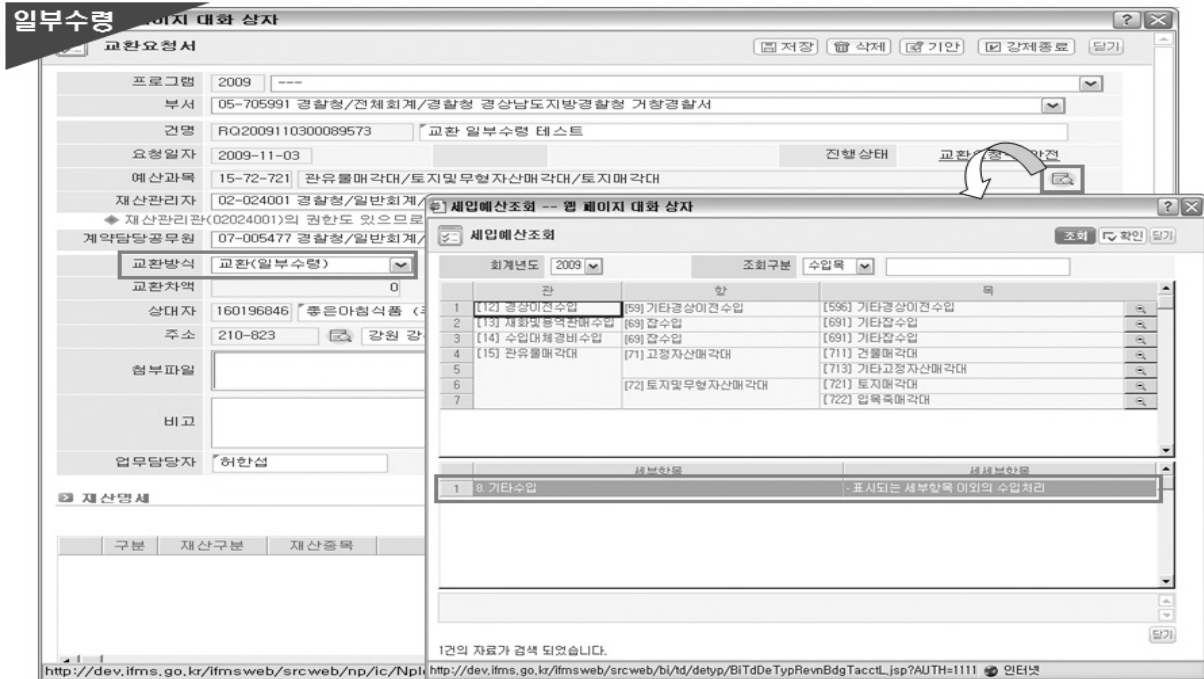 일부수령
페이지 대화 상자
교환요청서
저장 삭제 기안 강제종료 닫기
프로그램 2009 ---
부서 05-705991 경찰청/전체회계/경찰청 경상남도지방경찰청 거창경찰서
건명 RQ2009110300089573 교환 일부수령 테스트
요청일자 2009-11-03 진행상태
예산과목 15-72-721 관유물매각대/토지및무형자산매각대/토지매각대
재산관리자 02-024001 경찰청/일반회계/
◈ 재산관리관(02024001)의 권한도 있으므로
계약담당공무원 07-005477 경찰청/일반회계/
교환방식 교환(일부수령)
교환차액 0
상대자 160196846 좋은아침식품
주소 210-823 강원 강
첨부파일
비고
업무담당자 허한섭
재산명세
구분 재산구분 재산종목
http://dev.ifms.go.kr/ifmsweb/srcweb/np/ic/Npl
세입예산조회 -- 웹 페이지 대화 상자
세입예산조회
조회 확인 닫기
회계년도 2009 조회구분 수입목
관 항 목
1 [12] 경상이전수입 [59] 기타경상이전수입 [596] 기타경상이전수입
2 [13] 재화및용역판매수입 [69] 잡수입 [691] 기타잡수입
3 [14] 수입대체경비수입 [69] 잡수입 [691] 기타잡수입
4 [15] 관유물매각대 [71] 고정자산매각대 [711] 건물매각대
5 [713] 기타고정자산매각대
6 [72] 토지및무형자산매각대 [721] 토지매각대
7 [722] 입목죽매각대
세부항목 세세부항목
1 8. 기타수입 - 표시되는 세부항목 이외의 수입처리
닫기
1건의 자료가 검색 되었습니다.
http://dev.ifms.go.kr/ifmsweb/srcweb/bi/td/detyp/BiTdDeTypRevnBdgTacctL.jsp?AUTH=1111 인터넷